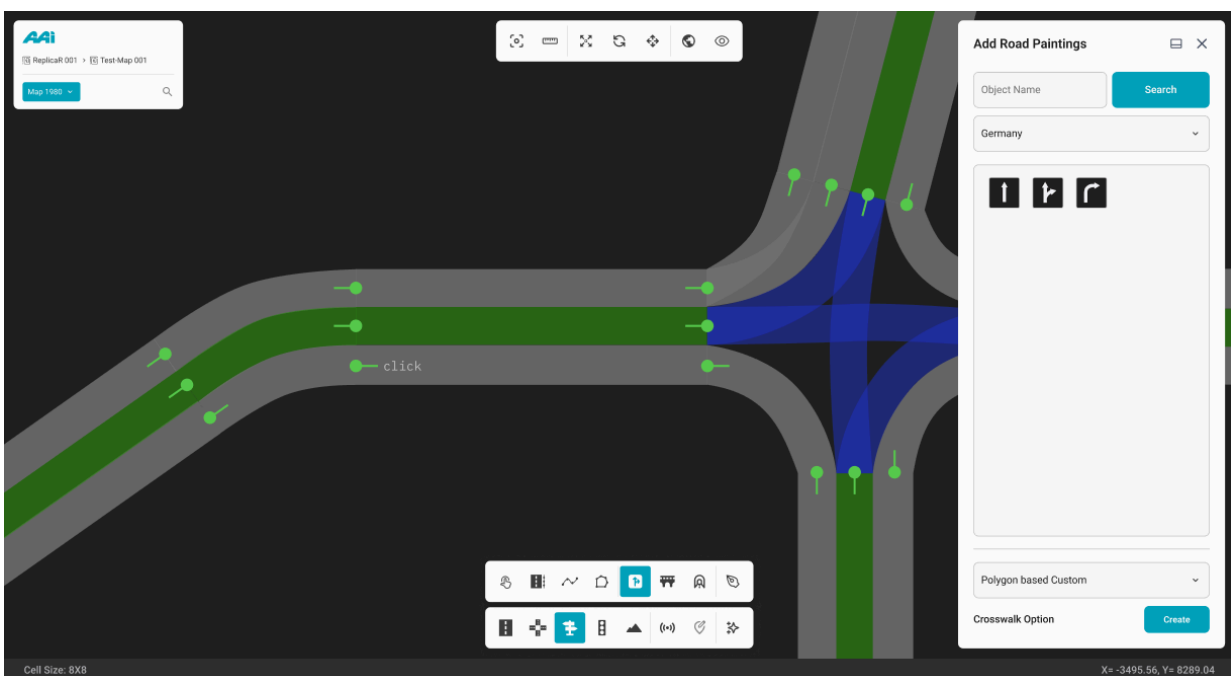 AAi
ReplicaR 001 > Test-Map 001
Map 1980
Add Road Paintings
Object Name
Search
Germany
click
Polygon based Custom
Crosswalk Option
Create
Cell Size: 8X8
X= -3495.56, Y= 8289.04